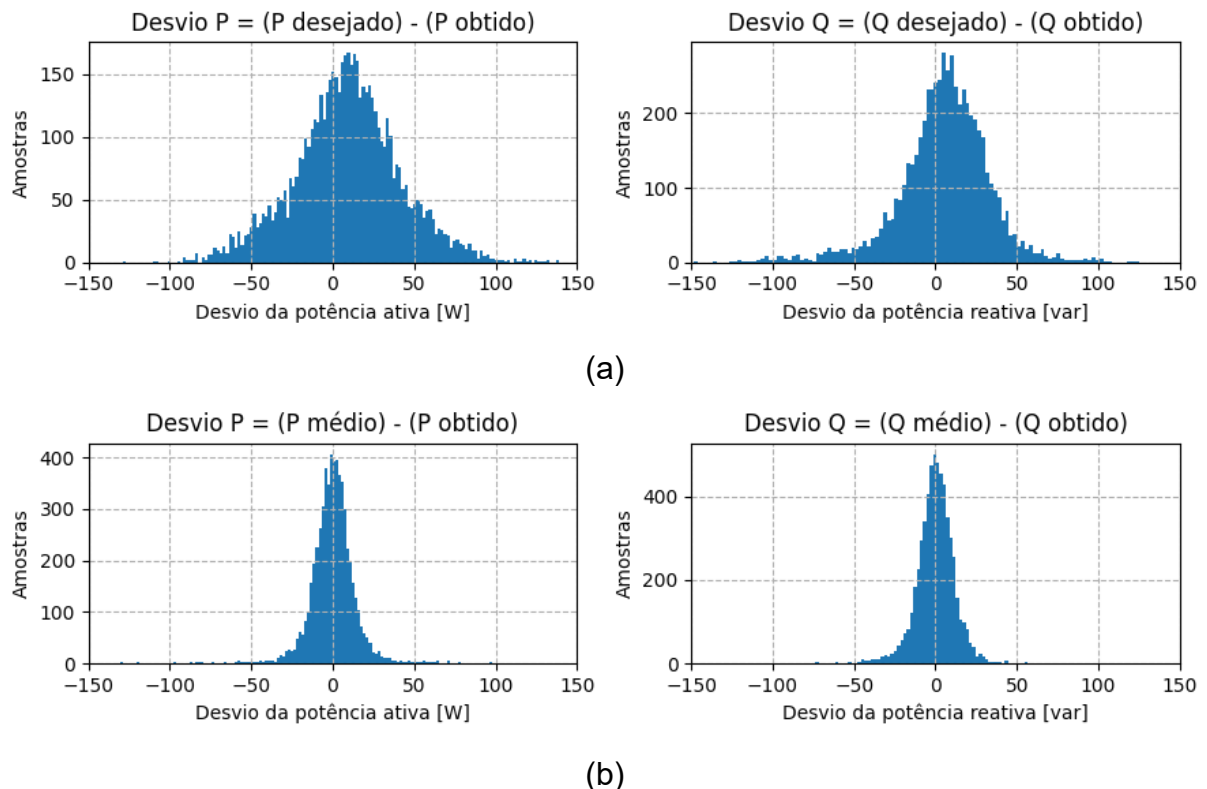 Desvio P = (P desejado) - (P obtido)
Desvio Q = (Q desejado) - (Q obtido)
150
100
50
0
Amostras
−150 −100 −50 0 50 100 150
Desvio da potência ativa [W]
200
100
0
Amostras
−150 −100 −50 0 50 100 150
Desvio da potência reativa [var]
(a)
Desvio P = (P médio) - (P obtido)
Desvio Q = (Q médio) - (Q obtido)
400
300
200
100
0
Amostras
−150 −100 −50 0 50 100 150
Desvio da potência ativa [W]
400
200
0
Amostras
−150 −100 −50 0 50 100 150
Desvio da potência reativa [var]
(b)